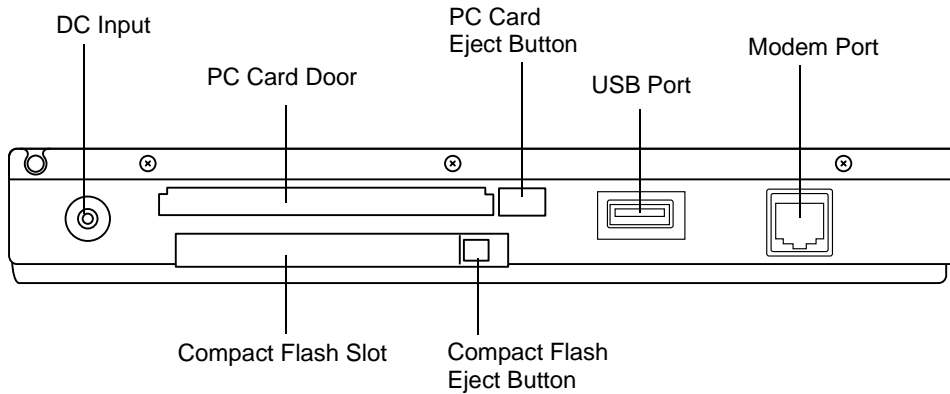 DC Input
PC Card Door
PC Card
Eject Button
USB Port
Modem Port
Compact Flash Slot
Compact Flash
Eject Button